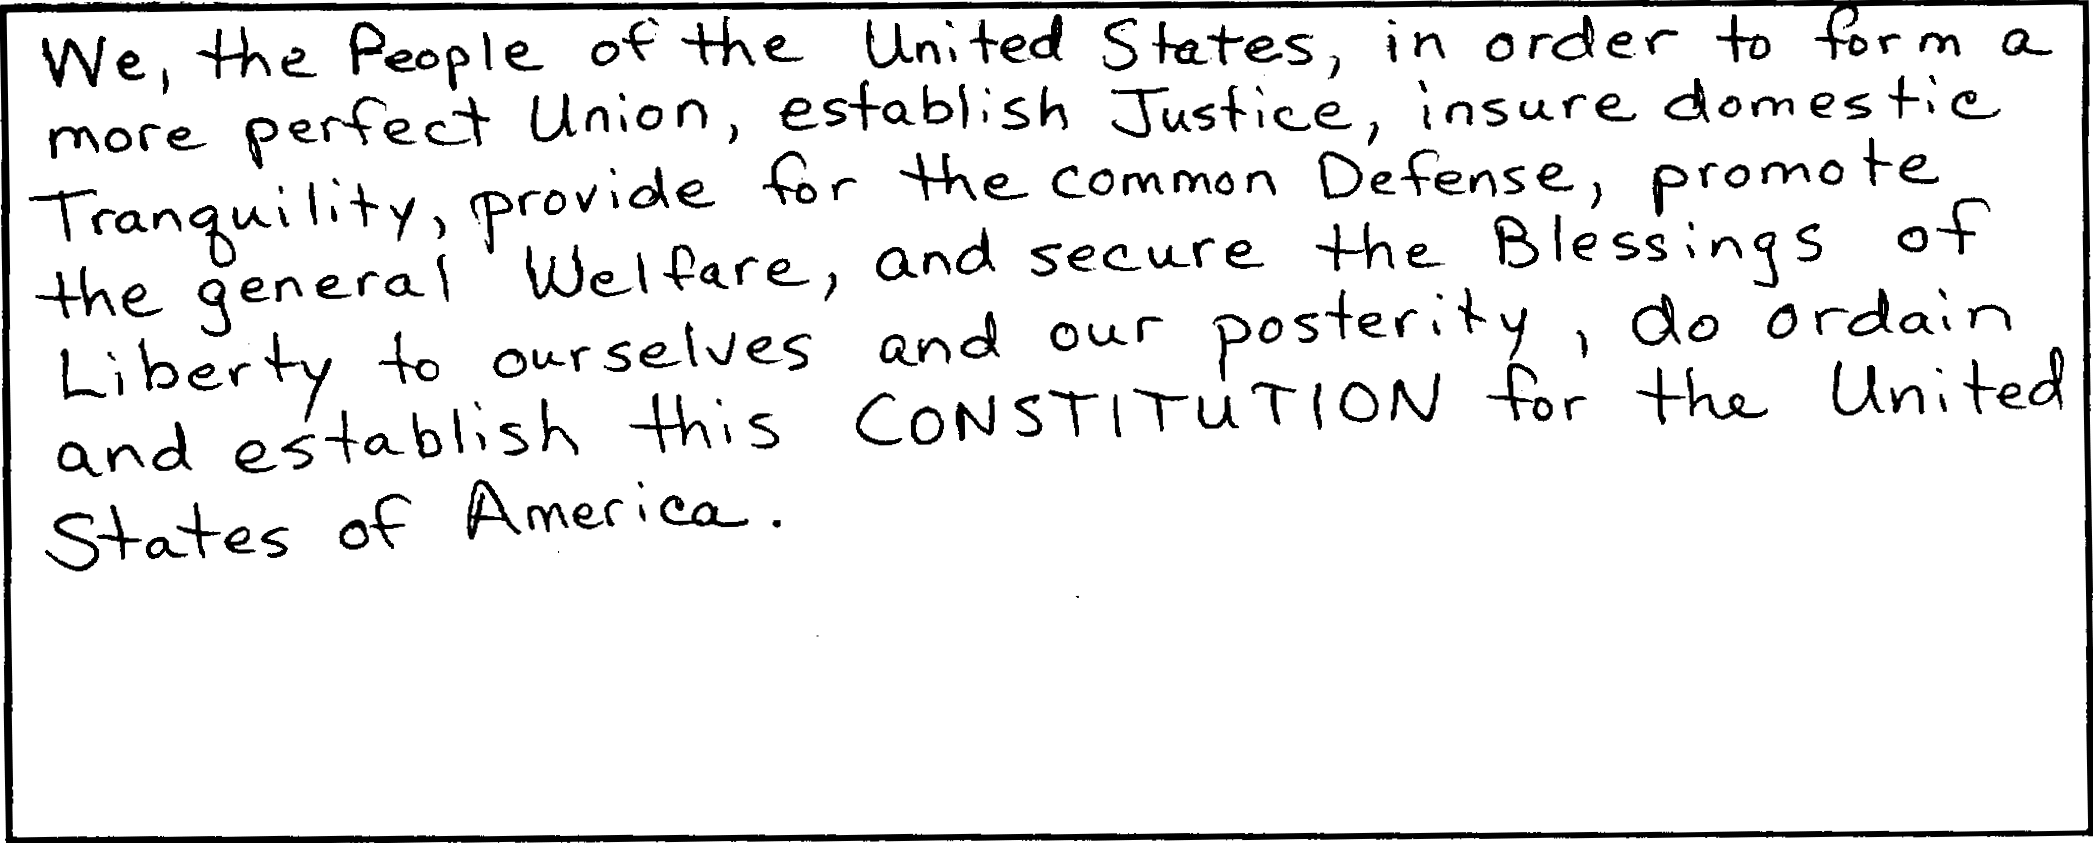 We, the People of the United States, in order to form a
more perfect Union, establish Justice, insure domestic
Tranquility, provide for the common Defense, promote
the general Welfare, and secure the Blessings of
Liberty to ourselves and our posterity, do ordain
and establish this CONSTITUTION for the United
States of America.